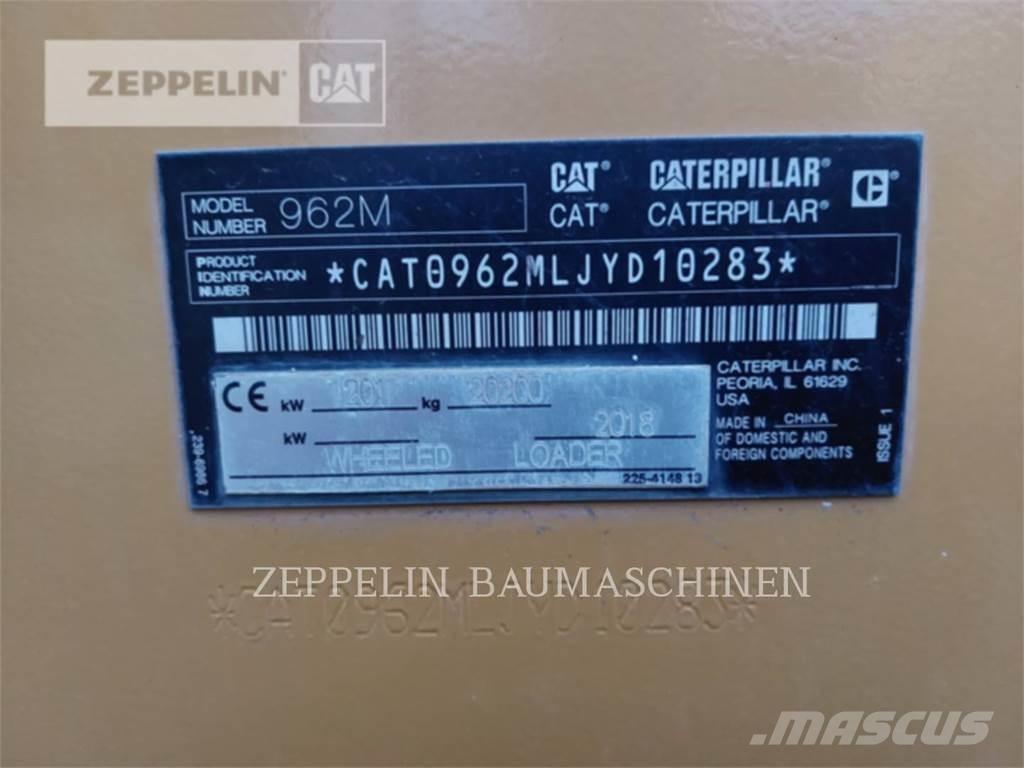 ZEPPELIN CAT
CAT® CATERPILLAR®
MODEL NUMBER 962M CAT® CATERPILLAR®
PRODUCT IDENTIFICATION NUMBER *CAT0962MLJYD10283*
CE kW 201 kg 20200
kW 2018
WHEELED LOADER
225-4148 13
CATERPILLAR INC.
PEORIA, IL 61629
USA
MADE IN CHINA
OF DOMESTIC AND
FOREIGN COMPONENTS
ISSUE 1
ZEPPELIN BAUMASCHINEN
*CAT0962MLJYD10283*
MASCUS